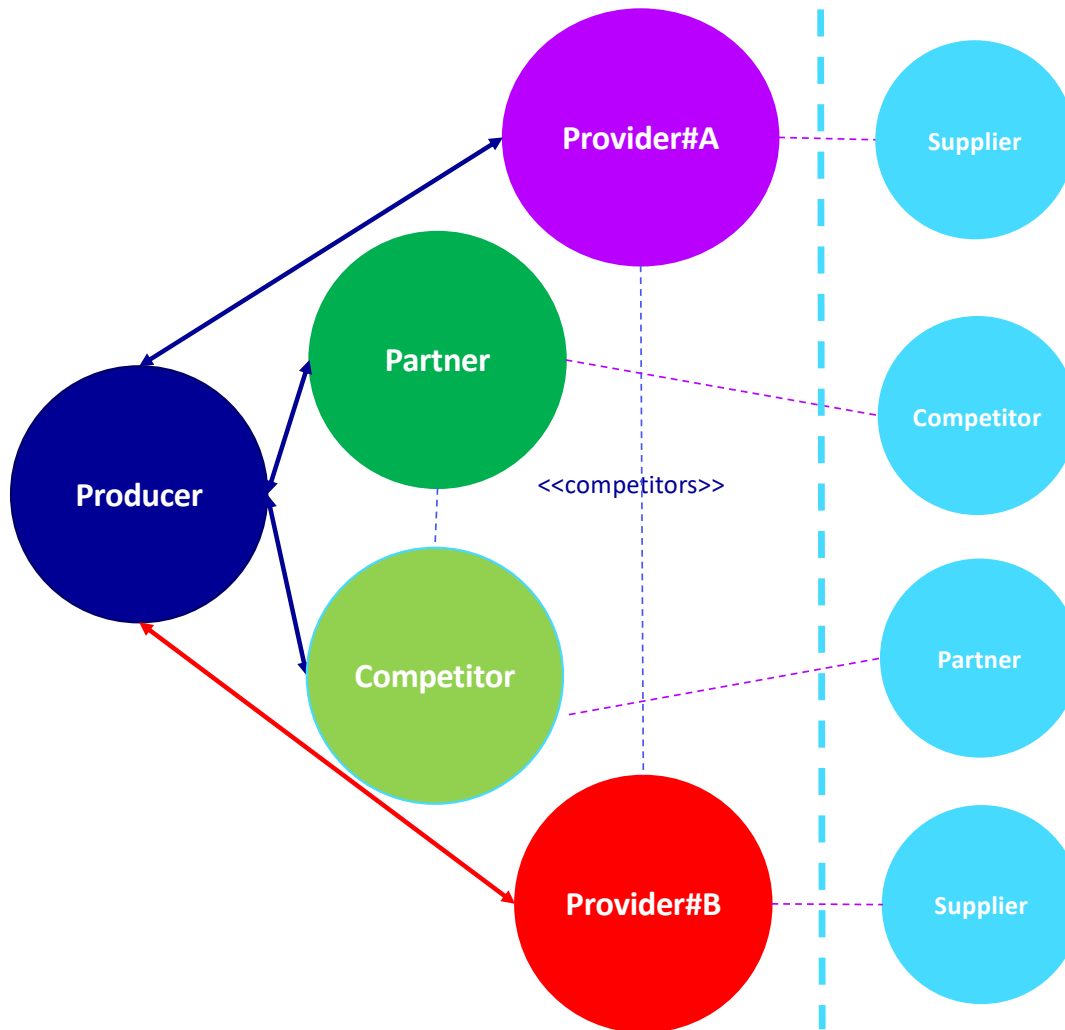 Provider#A
Supplier
Partner
Competitor
Producer
<<competitors>>
Competitor
Partner
Provider#B
Supplier